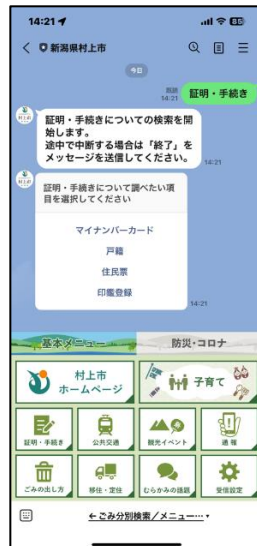 14:21
新潟県村上市
今日
既読
14:21
証明・手続き
証明・手続きについての検索を開
始します。
途中で中断する場合は「終了」を
メッセージを送信してください。
14:21
証明・手続きについて調べたい項
目を選択してください
マイナンバーカード
戸籍
住民票
印鑑登録
14:21
基本メニュー
防災・コロナ
村上市
ホームページ
子育て
証明・手続き
公共交通
観光イベント
通報
ごみの出し方
移住・定住
むらかみの話題
受信設定
←ごみ分別検索/メニュー…▾